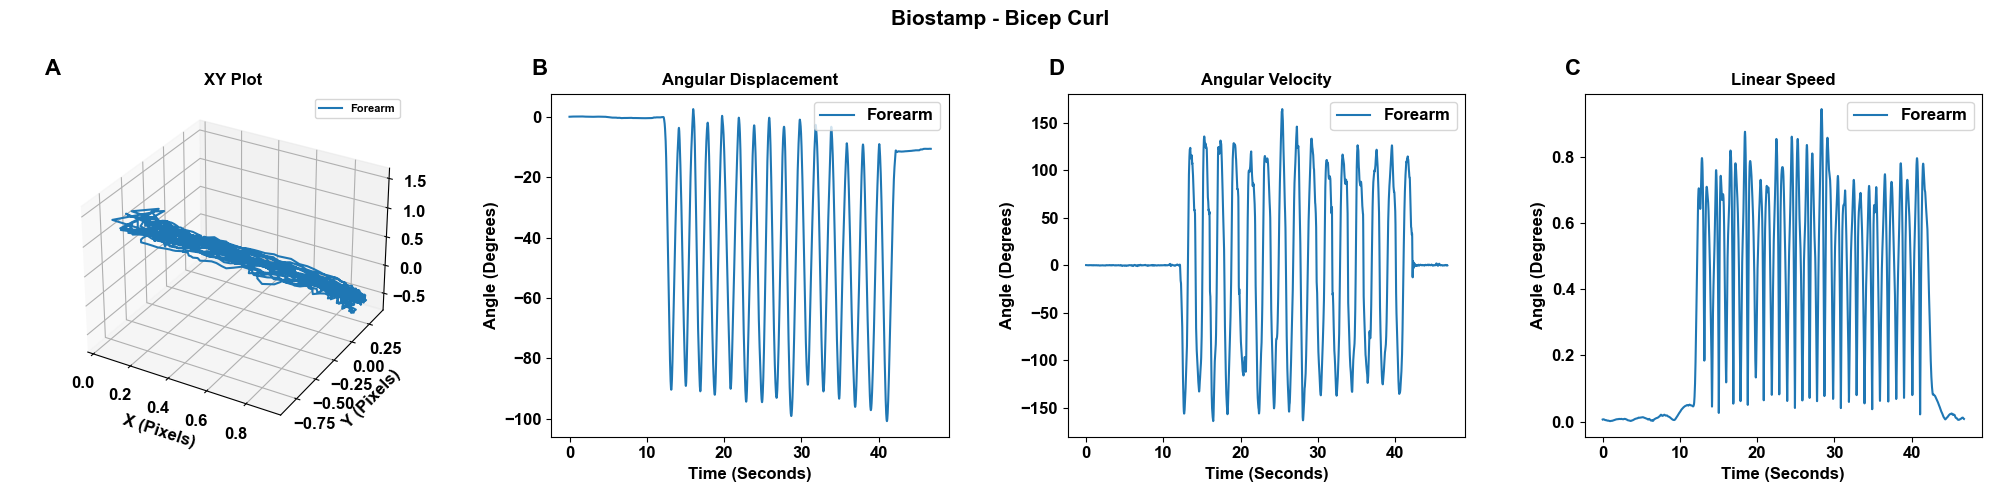 Biostamp - Bicep Curl
A
XY Plot
Forearm
1.5
1.0
0.5
0.0
−0.5
0.25
0.00
−0.25
−0.50
−0.75
Y (Pixels)
0.0
0.2
0.4
0.6
0.8
X (Pixels)
B
Angular Displacement
Forearm
0
−20
−40
−60
−80
−100
Angle (Degrees)
0
10
20
30
40
Time (Seconds)
D
Angular Velocity
Forearm
150
100
50
0
−50
−100
−150
Angle (Degrees)
0
10
20
30
40
Time (Seconds)
C
Linear Speed
Forearm
0.8
0.6
0.4
0.2
0.0
Angle (Degrees)
0
10
20
30
40
Time (Seconds)